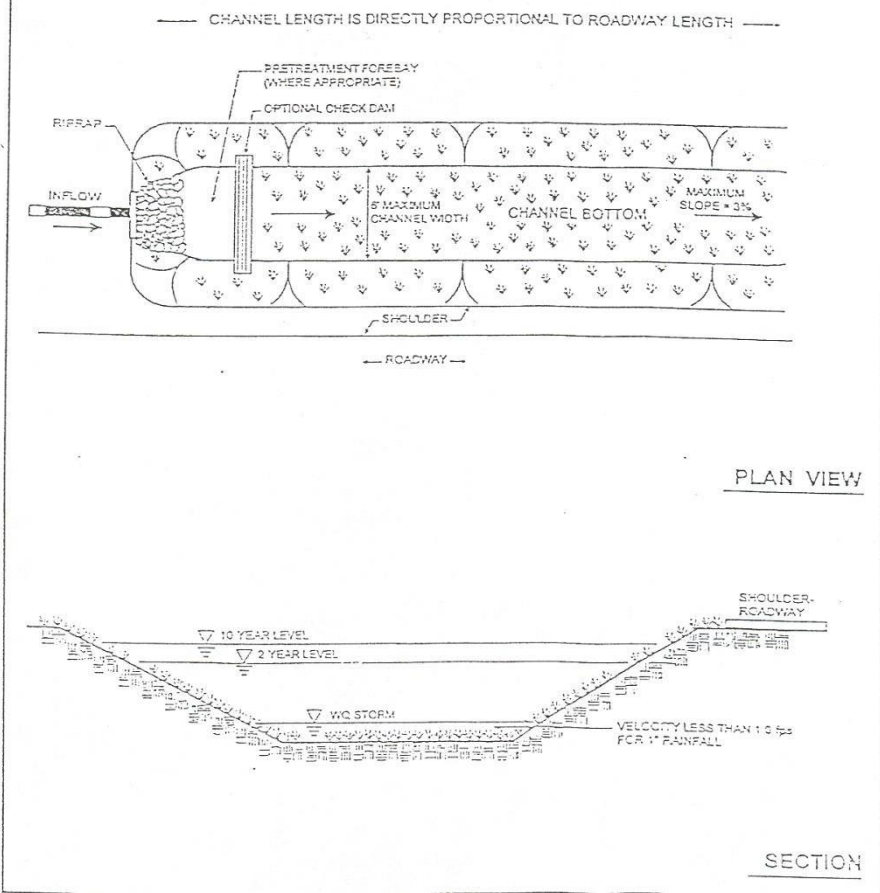 CHANNEL LENGTH IS DIRECTLY PROPORTIONAL TO ROADWAY LENGTH
PRETREATMENT FOREBAY
(WHERE APPROPRIATE)
OPTIONAL CHECK DAM
RIPRAP
INFLOW
6' MAXIMUM
CHANNEL WIDTH
CHANNEL BOTTOM
MAXIMUM
SLOPE = 3%
SHOULDER
ROADWAY
PLAN VIEW
SHOULDER-
ROADWAY
10 YEAR LEVEL
2 YEAR LEVEL
WQ STORM
VELOCITY LESS THAN 1.0 fps
FOR 1" RAINFALL
SECTION